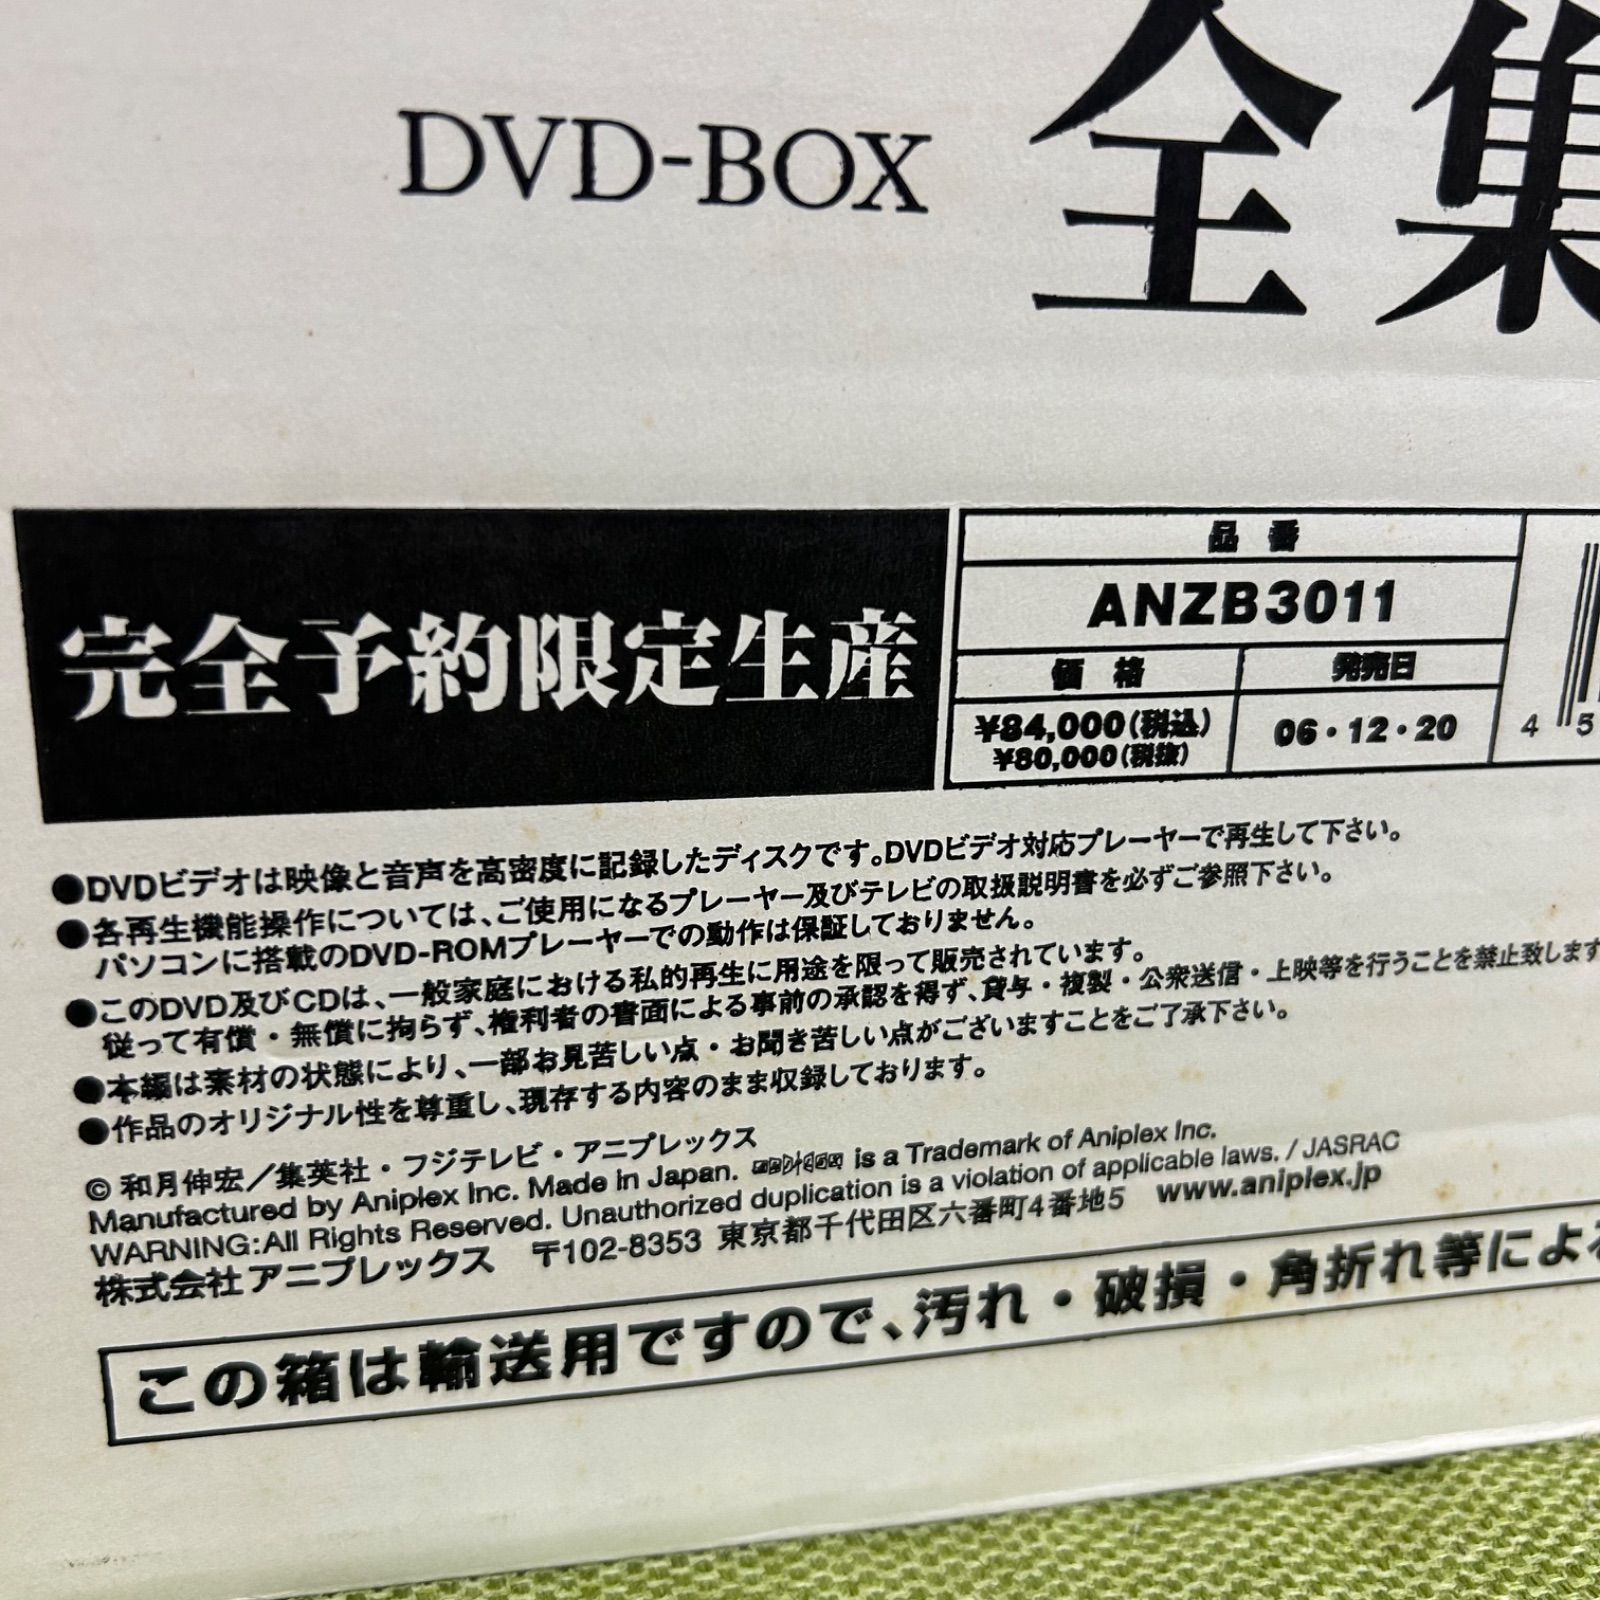 DVD-BOX 全集
完全予約限定生産
品番
ANZB3011
価格 発売日
¥84,000(税込) 06・12・20
¥80,000(税抜)
4 5
●DVDビデオは映像と音声を高密度に記録したディスクです。DVDビデオ対応プレーヤーで再生して下さい。
●各再生機能操作については、ご使用になるプレーヤー及びテレビの取扱説明書を必ずご参照下さい。
パソコンに搭載のDVD-ROMプレーヤーでの動作は保証しておりません。
●このDVD及びCDは、一般家庭における私的再生に用途を限って販売されています。
従って有償・無償に拘らず、権利者の書面による事前の承認を得ず、貸与・複製・公衆送信・上映等を行うことを禁止致します
●本編は素材の状態により、一部お見苦しい点・お聞き苦しい点がございますことをご了承下さい。
●作品のオリジナル性を尊重し、現存する内容のまま収録しております。
© 和月伸宏／集英社・フジテレビ・アニプレックス
Manufactured by Aniplex Inc. Made in Japan. is a Trademark of Aniplex Inc.
WARNING:All Rights Reserved. Unauthorized duplication is a violation of applicable laws. / JASRAC
株式会社アニプレックス 〒102-8353 東京都千代田区六番町4番地5 www.aniplex.jp
この箱は輸送用ですので、汚れ・破損・角折れ等による